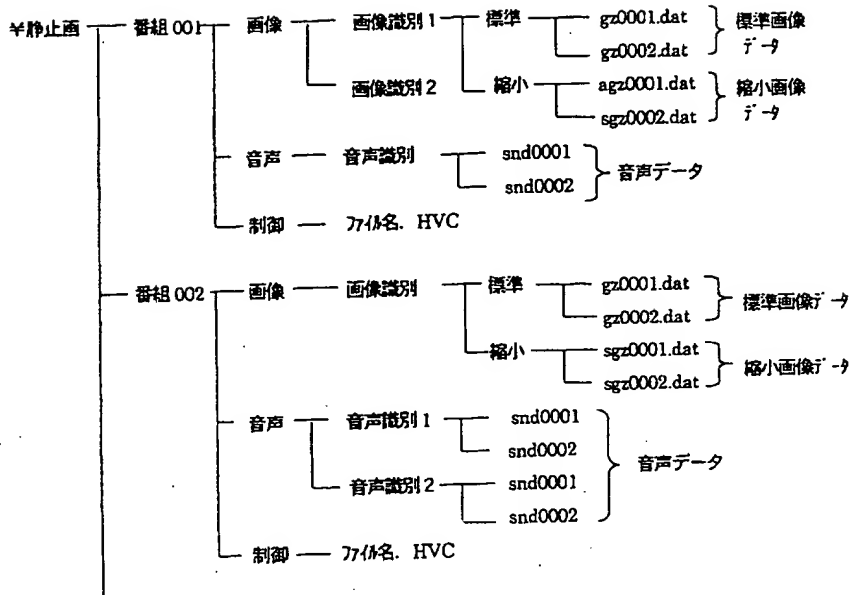 ¥静止画 番組 001 画像 画像識別 1 標準 gz0001.dat 標準画像
gz0002.dat データ
画像識別 2 縮小 agz0001.dat 縮小画像
sgz0002.dat データ
音声 音声識別 snd0001
snd0002 音声データ
制御 ファイル名. HVC
番組 002 画像 画像識別 標準 gz0001.dat
gz0002.dat 標準画像データ
縮小 sgz0001.dat
sgz0002.dat 縮小画像データ
音声 音声識別 1 snd0001
snd0002
音声データ
音声識別 2 snd0001
snd0002
制御 ファイル名. HVC